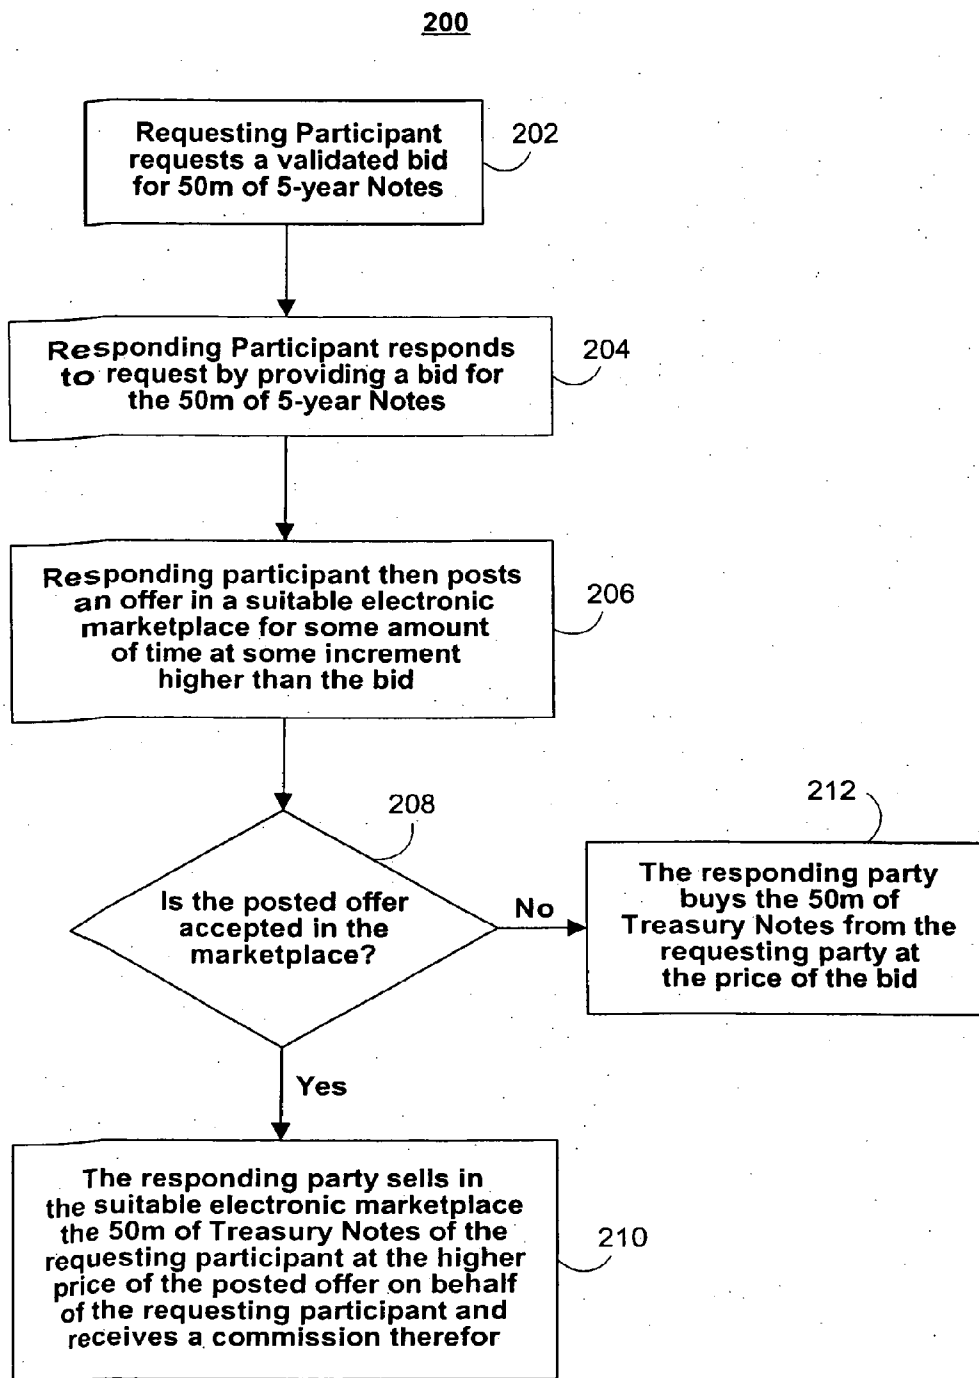 200
Requesting Participant
requests a validated bid
for 50m of 5-year Notes
202
Responding Participant responds
to request by providing a bid for
the 50m of 5-year Notes
204
Responding participant then posts
an offer in a suitable electronic
marketplace for some amount
of time at some increment
higher than the bid
206
208
Is the posted offer
accepted in the
marketplace?
No
212
The responding party
buys the 50m of
Treasury Notes from the
requesting party at
the price of the bid
Yes
The responding party sells in
the suitable electronic marketplace
the 50m of Treasury Notes of the
requesting participant at the higher
price of the posted offer on behalf
of the requesting participant and
receives a commission therefor
210